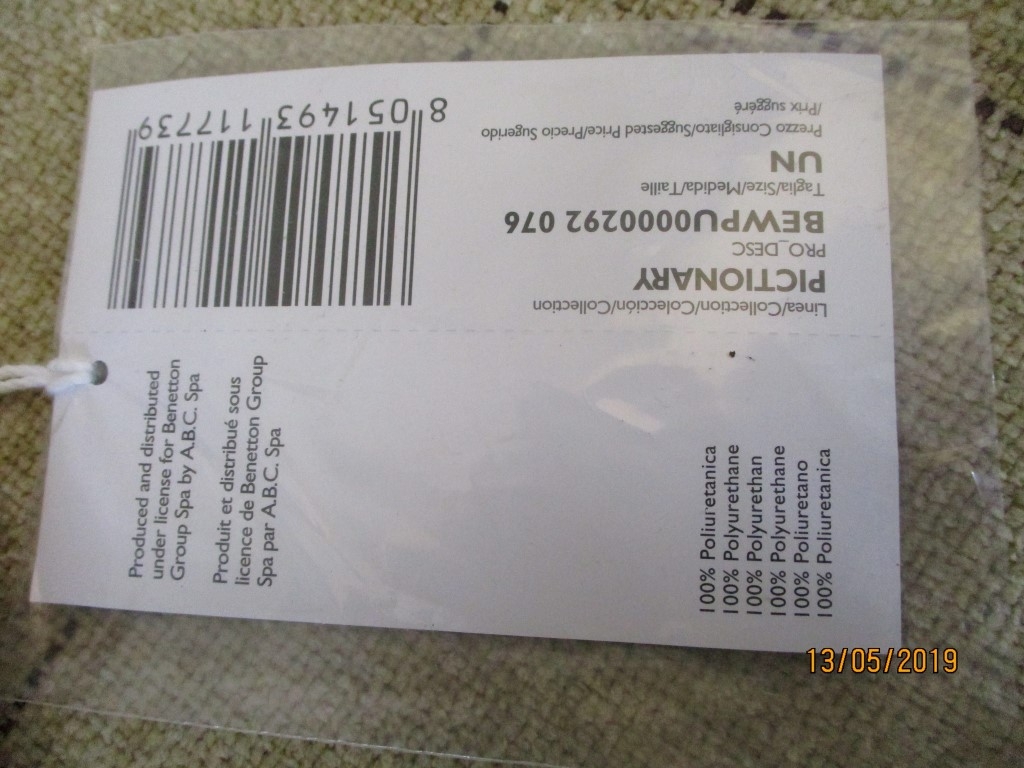 Linea/Collection/Colección/Collection
PICTIONARY
PRO_DESC
BEWPU0000292 076
Taglia/Size/Medida/Taille
UN
Prezzo Consigliato/Suggested Price/Precio Sugerido
/Prix suggéré
8 051493 117739
Produced and distributed
under license for Benetton
Group Spa by A.B.C. Spa
Produit et distribué sous
licence de Benetton Group
Spa par A.B.C. Spa
100% Poliuretanica
100% Polyurethane
100% Polyurethan
100% Polyurethane
100% Poliuretano
100% Poliuretanica
13/05/2019